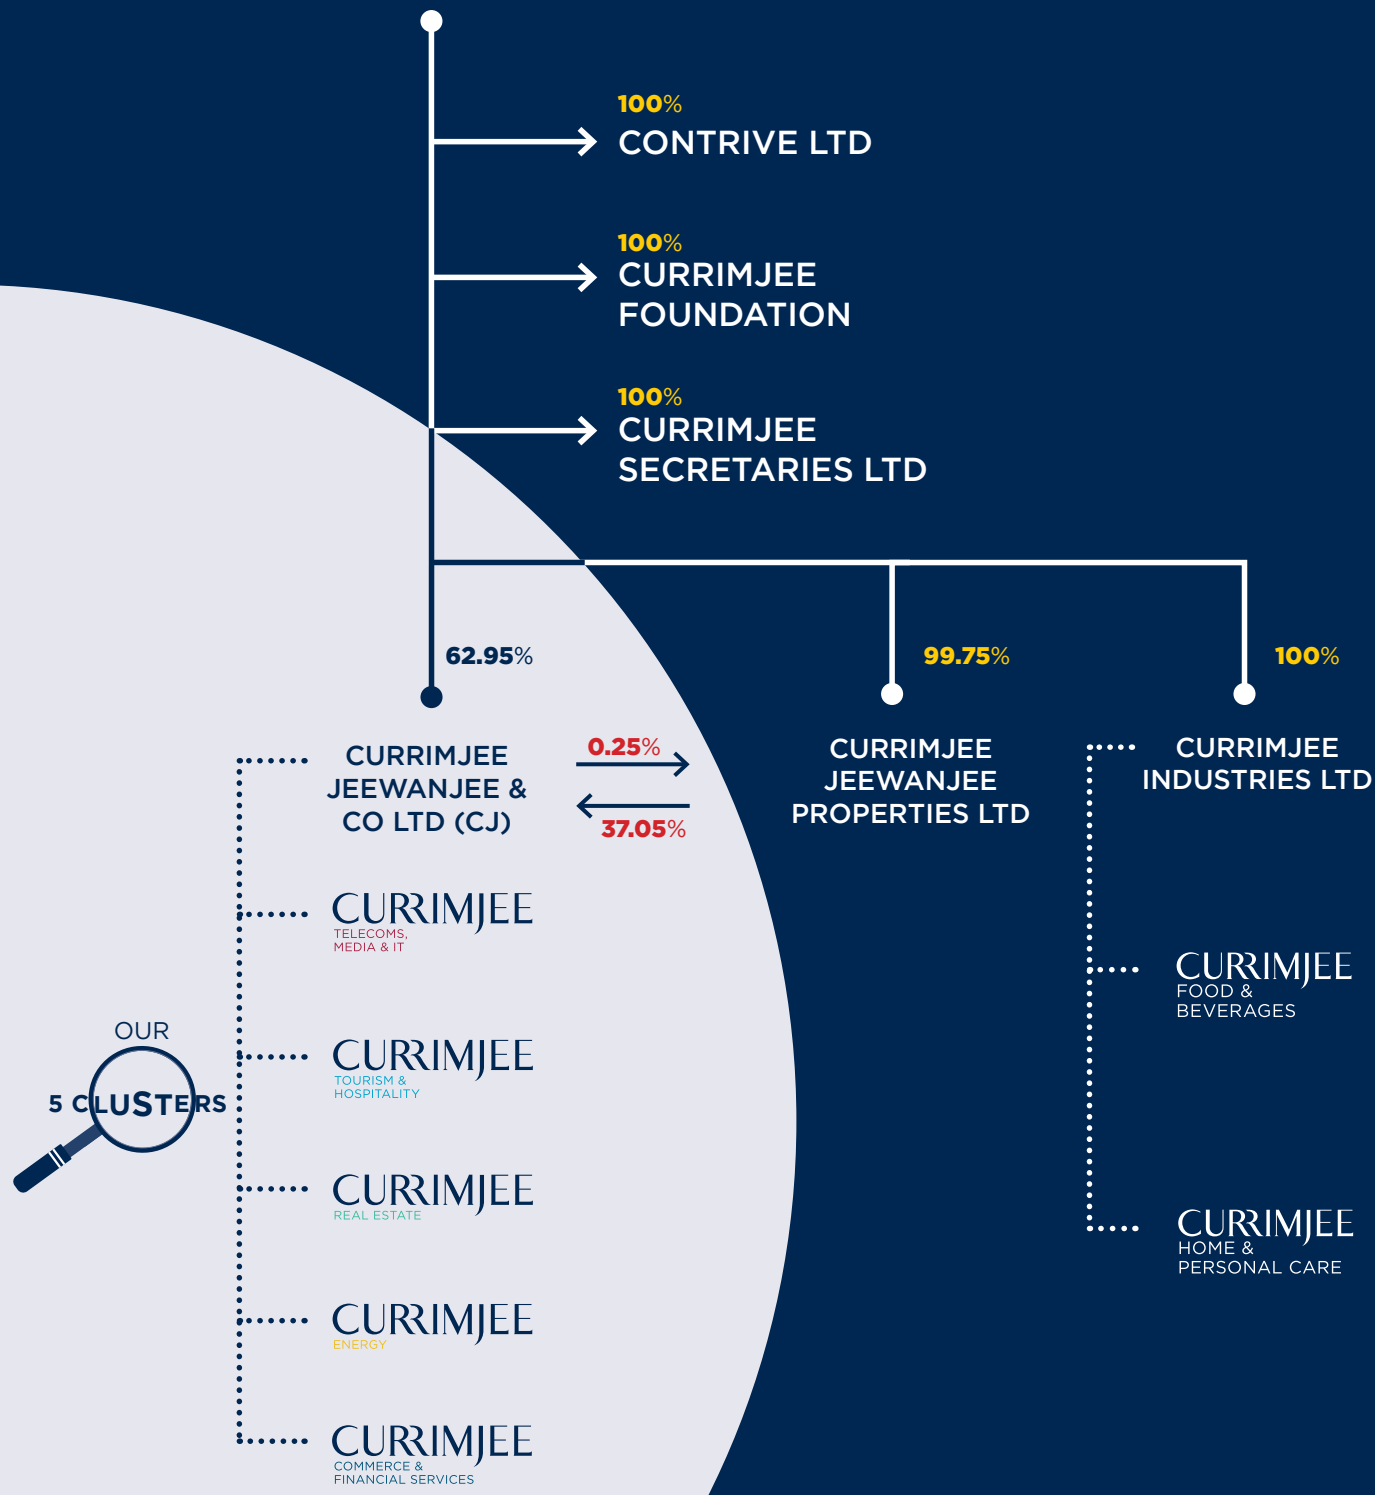 100%
CONTRIVE LTD
100%
CURRIMJEE
FOUNDATION
100%
CURRIMJEE
SECRETARIES LTD
62.95%
99.75%
100%
CURRIMJEE
JEEWANJEE &
CO LTD (CJ)
0.25%
37.05%
CURRIMJEE
JEEWANJEE
PROPERTIES LTD
CURRIMJEE
INDUSTRIES LTD
OUR
5 CLUSTERS
CURRIMJEE
TELECOMS,
MEDIA & IT
CURRIMJEE
TOURISM &
HOSPITALITY
CURRIMJEE
REAL ESTATE
CURRIMJEE
ENERGY
CURRIMJEE
COMMERCE &
FINANCIAL SERVICES
CURRIMJEE
FOOD &
BEVERAGES
CURRIMJEE
HOME &
PERSONAL CARE